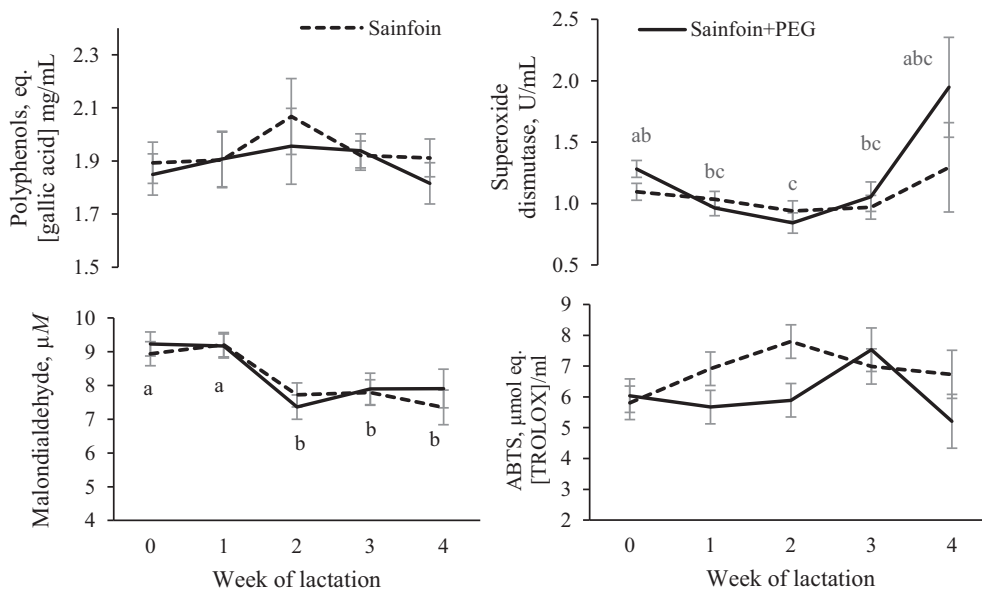 Sainfoin
Sainfoin+PEG
Polyphenols, eq.
[gallic acid] mg/mL
2.3
2.1
1.9
1.7
1.5
Superoxide
dismutase, U/mL
2.5
2.0
1.5
1.0
0.5
ab
bc
c
bc
abc
Malondialdehyde, µM
10
9
8
7
6
5
4
a
a
b
b
b
0 1 2 3 4
Week of lactation
ABTS, µmol eq.
[TROLOX]/ml
9
8
7
6
5
4
3
2
0 1 2 3 4
Week of lactation